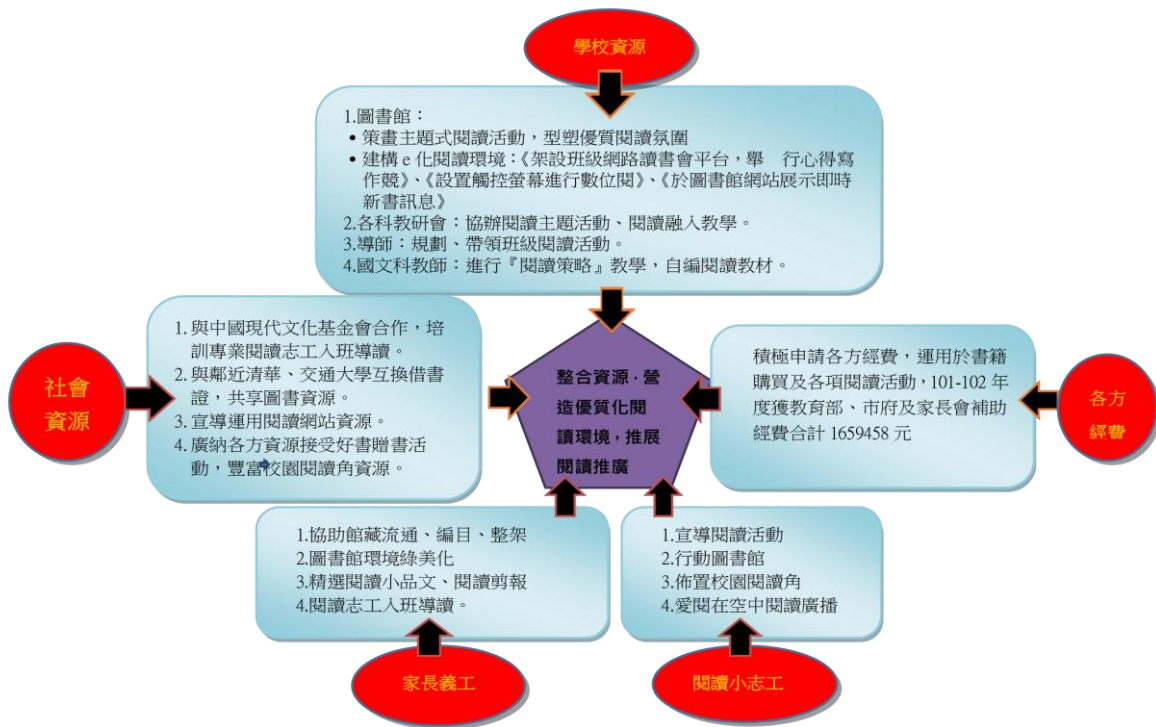 學校資源
1.圖書館：
• 策畫主題式閱讀活動，型塑優質閱讀氛圍
• 建構 e 化閱讀環境：《架設班級網路讀書會平台，舉　行心得寫
作競》、《設置觸控螢幕進行數位閱》、《於圖書館網站展示即時
新書訊息》
2.各科教研會：協辦閱讀主題活動、閱讀融入教學。
3.導師：規劃、帶領班級閱讀活動。
4.國文科教師：進行『閱讀策略』教學，自編閱讀教材。
社會
資源
1. 與中國現代文化基金會合作，培
訓專業閱讀志工入班導讀。
2. 與鄰近清華、交通大學互換借書
證，共享圖書資源。
3. 宣導運用閱讀網站資源。
4. 廣納各方資源接受好書贈書活
動，豐富校園閱讀角資源。
整合資源‧營
造優質化閱
讀環境，推展
閱讀推廣
積極申請各方經費，運用於書籍
購買及各項閱讀活動，101-102 年
度獲教育部、市府及家長會補助
經費合計 1659458 元
各方
經費
1.協助館藏流通、編目、整架
2.圖書館環境綠美化
3.精選閱讀小品文、閱讀剪報
4.閱讀志工入班導讀。
家長義工
1.宣導閱讀活動
2.行動圖書館
3.佈置校園閱讀角
4.愛閱在空中閱讀廣播
閱讀小志工